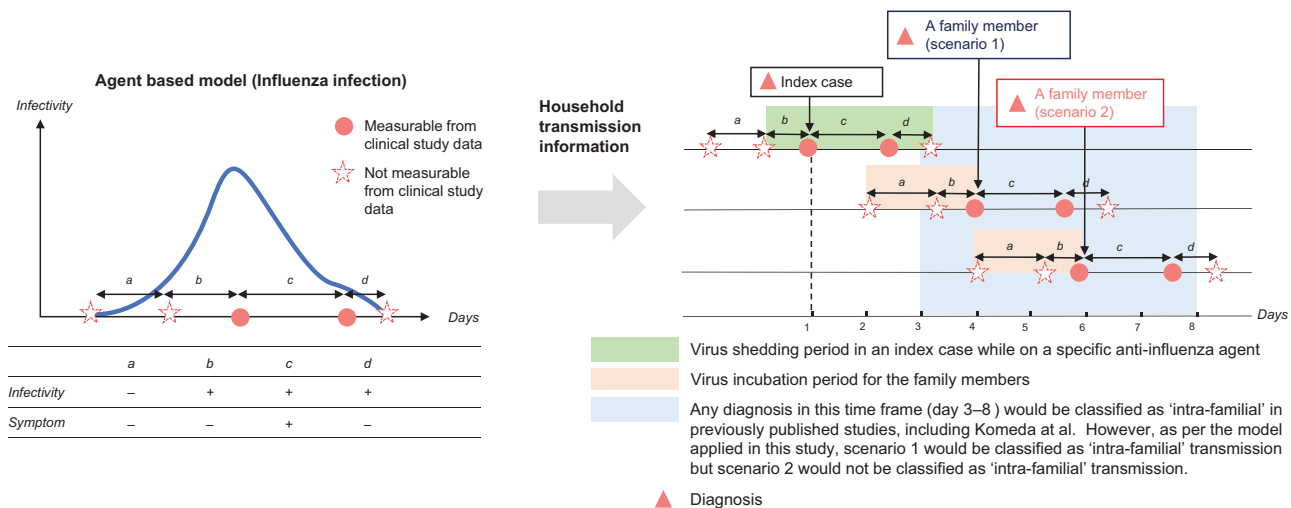 Agent based model (Influenza infection)
Infectivity
Measurable from
clinical study data
Not measurable
from clinical study
data
a
b
c
d
Days
a b c d
Infectivity – + + +
Symptom – – + –
Household
transmission
information
A family member
(scenario 1)
Index case
A family member
(scenario 2)
a b c d
a b c d
a b c d
1 2 3 4 5 6 7 8
Days
Virus shedding period in an index case while on a specific anti-influenza agent
Virus incubation period for the family members
Any diagnosis in this time frame (day 3–8 ) would be classified as ‘intra-familial’ in
previously published studies, including Komeda at al. However, as per the model
applied in this study, scenario 1 would be classified as ‘intra-familial’ transmission
but scenario 2 would not be classified as ‘intra-familial’ transmission.
Diagnosis